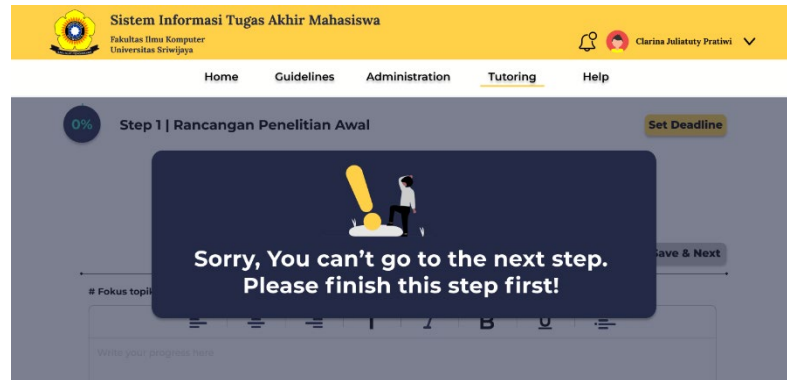 Sistem Informasi Tugas Akhir Mahasiswa
Fakultas Ilmu Komputer
Universitas Sriwijaya
Clarina Juliatuty Pratiwi
Home Guidelines Administration Tutoring Help
0% Step 1 | Rancangan Penelitian Awal Set Deadline
Sorry, You can't go to the next step.
Please finish this step first!
Save & Next
# Fokus topik
T I B U
Write your progress here